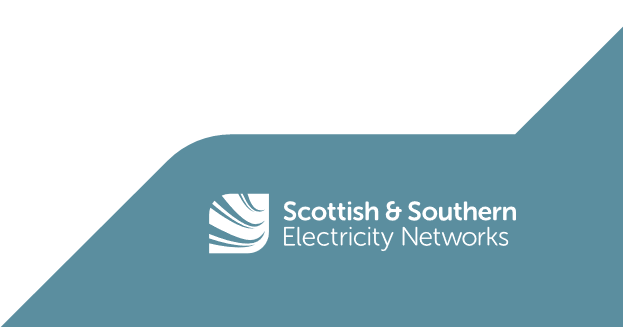 Scottish & Southern
Electricity Networks